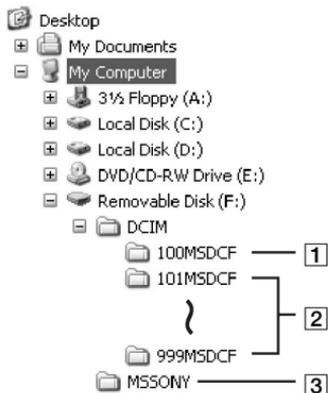 Desktop
My Documents
My Computer
3½ Floppy (A:)
Local Disk (C:)
Local Disk (D:)
DVD/CD-RW Drive (E:)
Removable Disk (F:)
DCIM
100MSDCF 1
101MSDCF
2
999MSDCF
MSSONY 3